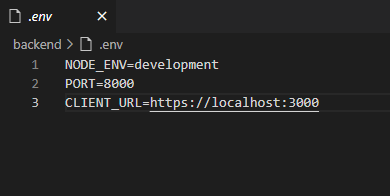 .env
backend > .env
1 NODE_ENV=development
2 PORT=8000
3 CLIENT_URL=https://localhost:3000